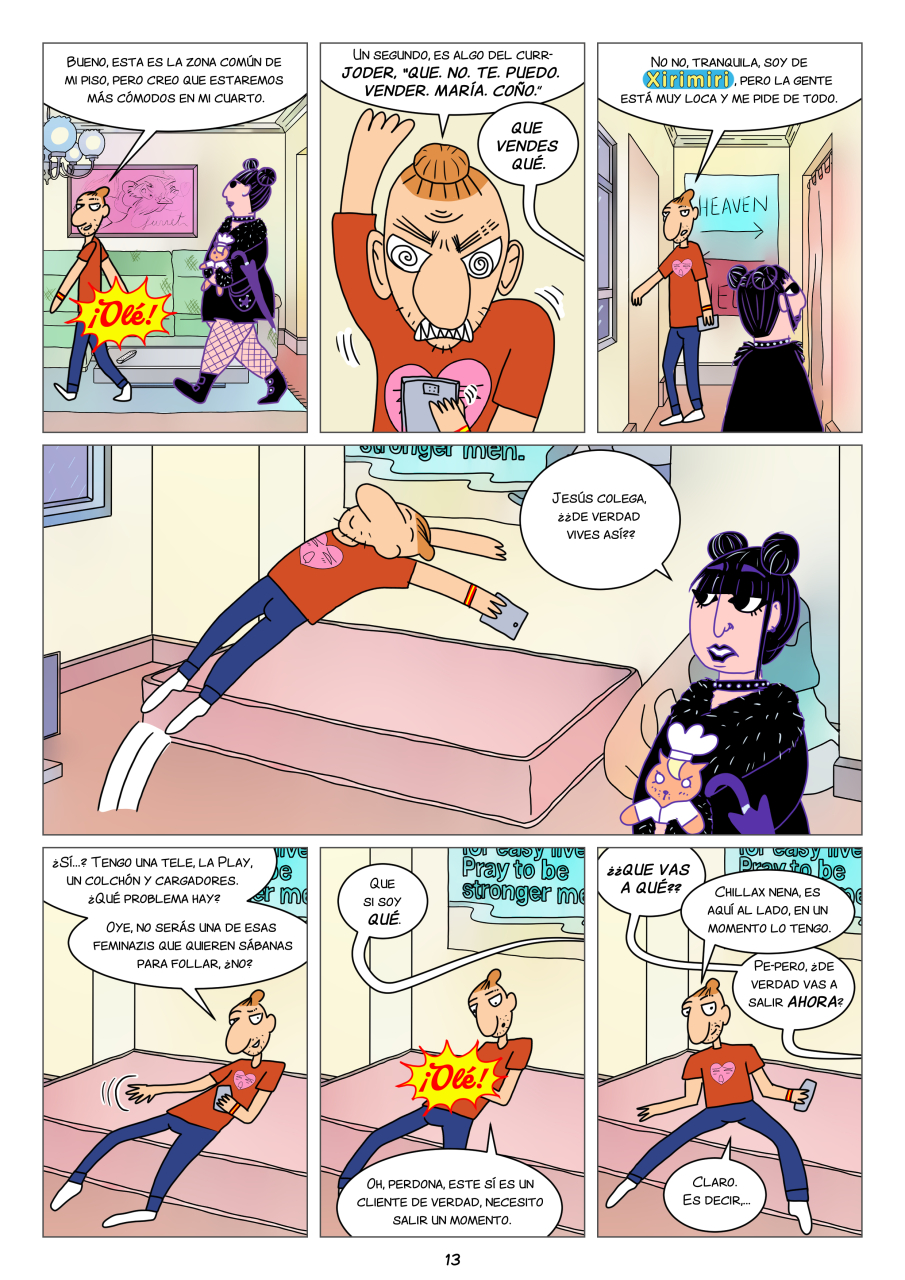 Bueno, esta es la zona común de
mi piso, pero creo que estaremos
más cómodos en mi cuarto.
Gurret
¡Olé!
Un segundo, es algo del curr-
JODER, "QUE. NO. TE. PUEDO.
VENDER. MARÍA. COÑO."
QUE
VENDES
QUÉ.
No no, tranquila, soy de
Xirimiri, pero la gente
está muy loca y me pide de todo.
HEAVEN
stronger men.
Jesús colega,
¿¿de verdad
vives así??
¿Sí...? Tengo una tele, la Play,
un colchón y cargadores.
¿Qué problema hay?
Oye, no serás una de esas
feminazis que quieren sábanas
para follar, ¿no?
Que
si soy
QUÉ.
for easy live
Pray to be
stronger me
¡Olé!
Oh, perdona, este sí es un
cliente de verdad, necesito
salir un momento.
¿¿QUE VAS
A QUÉ??
Chillax nena, es
aquí al lado, en un
momento lo tengo.
for easy live
Pray to be
Pe-pero, ¿de
verdad vas a
salir AHORA?
Claro.
Es decir,...
13